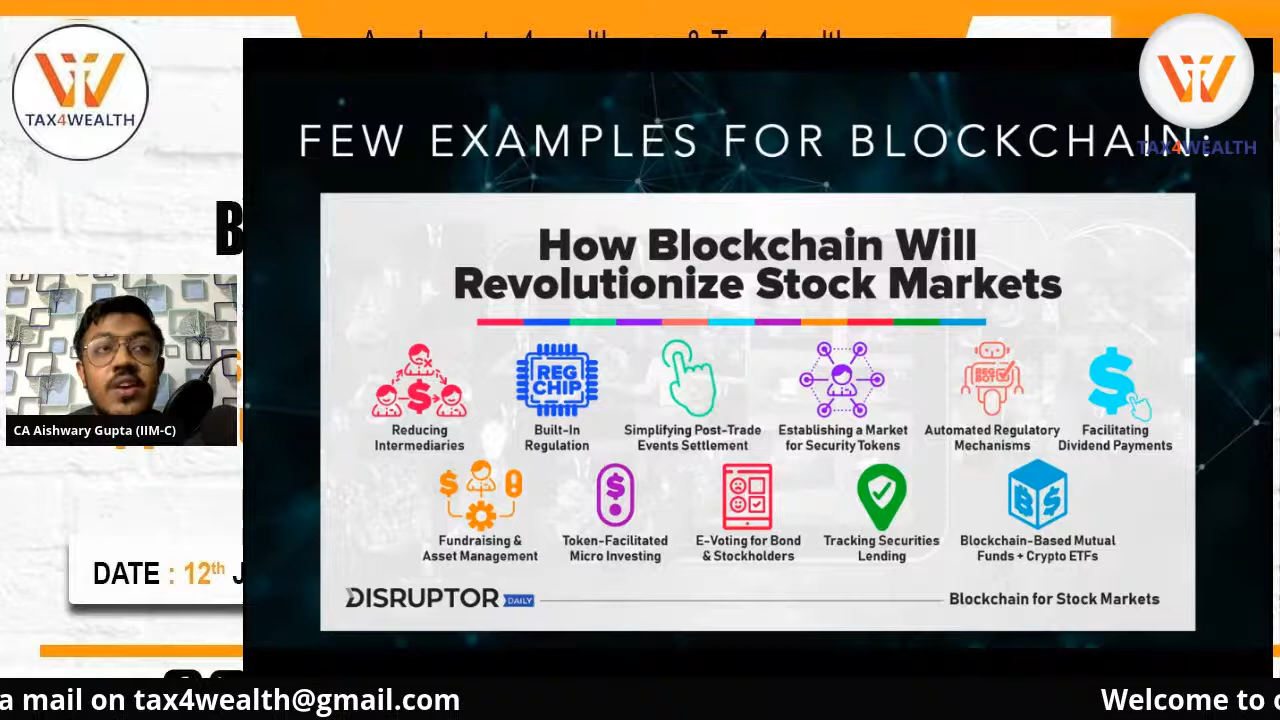 TAX4WEALTH
TAX4WEALTH
FEW EXAMPLES FOR BLOCKCHAIN:
B
How Blockchain Will
Revolutionize Stock Markets
REG
CHIP
Reducing
Intermediaries
Built-In
Regulation
Simplifying Post-Trade
Events Settlement
Establishing a Market
for Security Tokens
Automated Regulatory
Mechanisms
Facilitating
Dividend Payments
Fundraising &
Asset Management
Token-Facilitated
Micro Investing
E-Voting for Bond
& Stockholders
Tracking Securities
Lending
Blockchain-Based Mutual
Funds + Crypto ETFs
DISRUPTOR DAILY
Blockchain for Stock Markets
CA Aishwary Gupta (IIM-C)
DATE : 12th J
a mail on tax4wealth@gmail.com
Welcome to